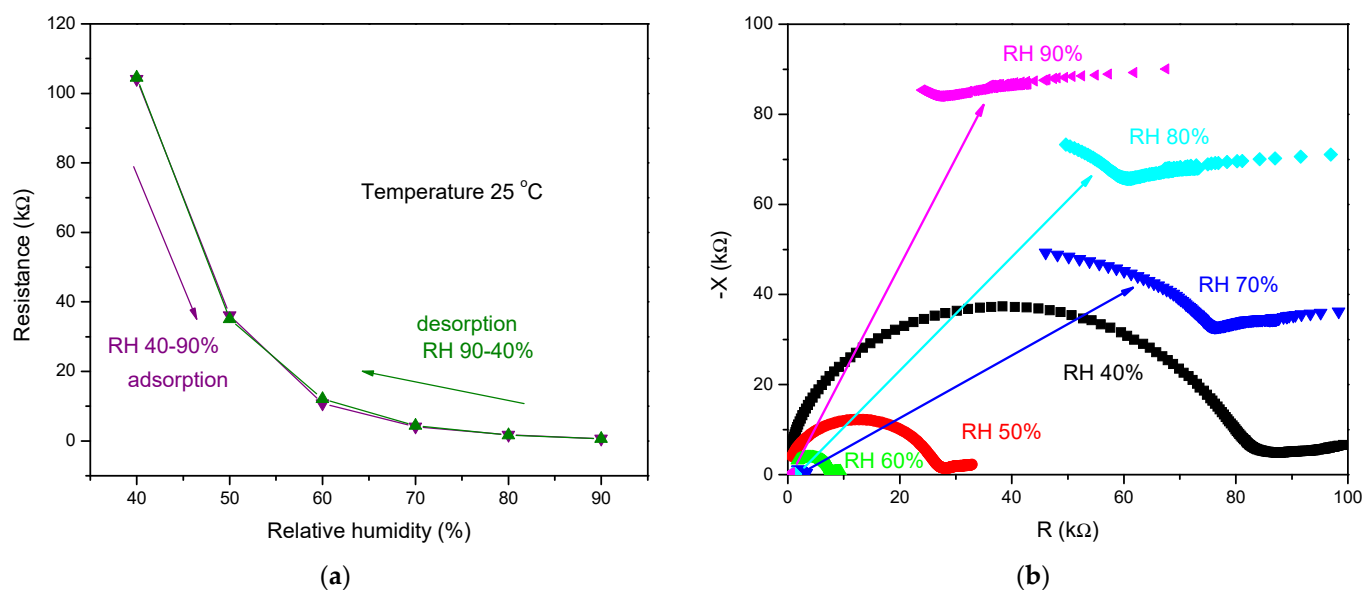 120
100
80
60
40
20
0
Resistance (kΩ)
Temperature 25 °C
RH 40-90%
adsorption
desorption
RH 90-40%
40 50 60 70 80 90
Relative humidity (%)
(a)
100
80
60
40
20
0
-X (kΩ)
RH 90%
RH 80%
RH 70%
RH 40%
RH 50%
RH 60%
0 20 40 60 80 100
R (kΩ)
(b)